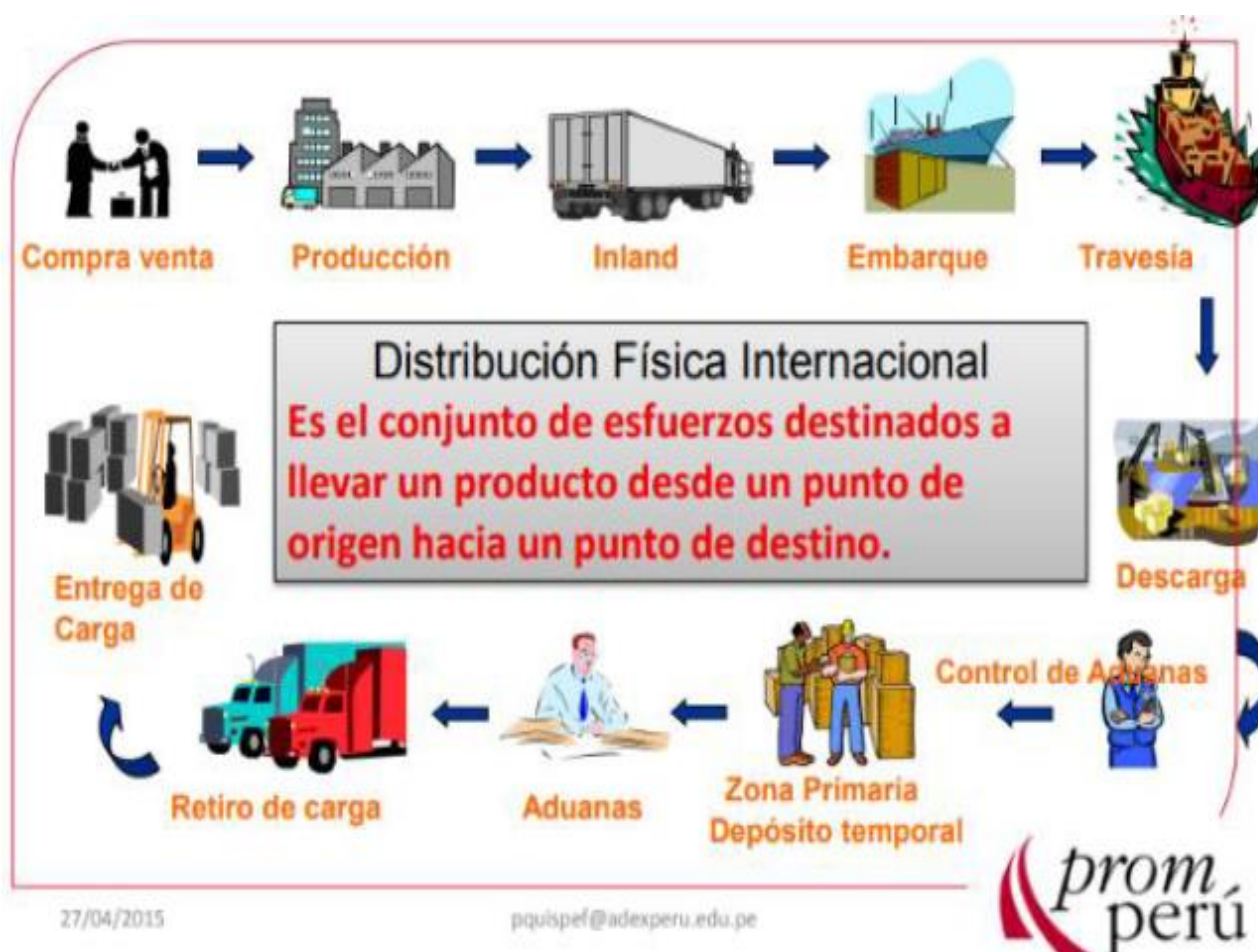 Compra venta
Producción
Inland
Embarque
Travesía
Distribución Física Internacional
Es el conjunto de esfuerzos destinados a
llevar un producto desde un punto de
origen hacia un punto de destino.
Descarga
Control de Aduanas
Zona Primaria
Depósito temporal
Aduanas
Retiro de carga
Entrega de
Carga
27/04/2015
pquispef@adexperu.edu.pe
prom
perú